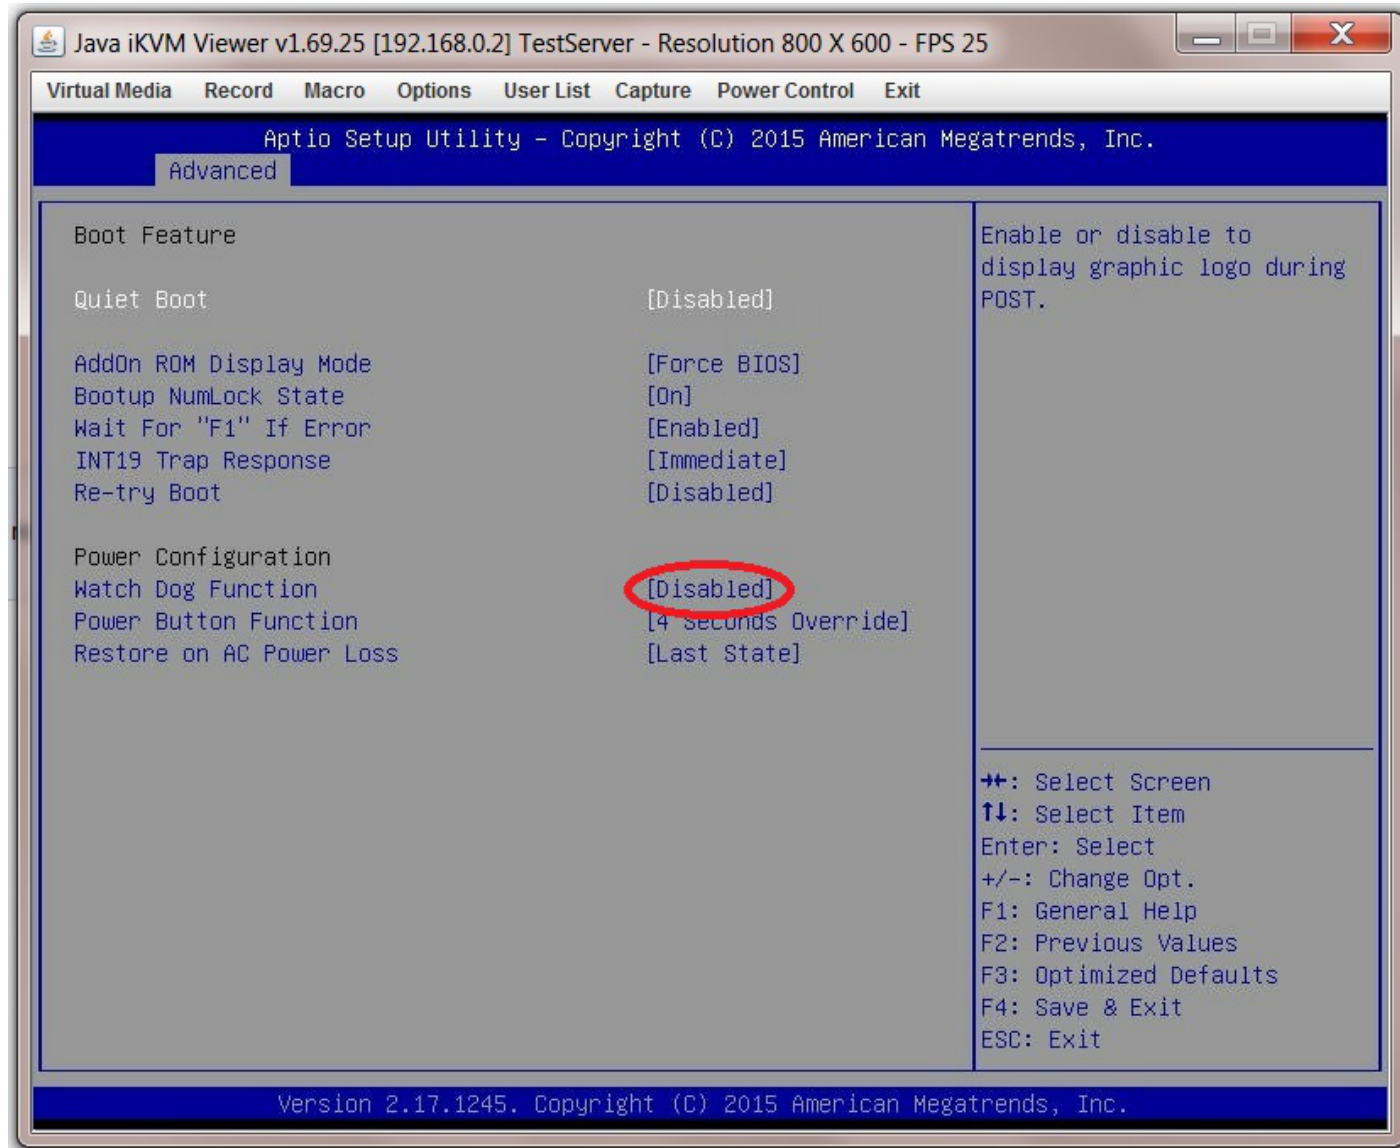 Java iKVM Viewer v1.69.25 [192.168.0.2] TestServer - Resolution 800 X 600 - FPS 25
Virtual Media Record Macro Options User List Capture Power Control Exit
Aptio Setup Utility – Copyright (C) 2015 American Megatrends, Inc.
Advanced
Boot Feature
Quiet Boot [Disabled]
AddOn ROM Display Mode [Force BIOS]
Bootup NumLock State [On]
Wait For "F1" If Error [Enabled]
INT19 Trap Response [Immediate]
Re-try Boot [Disabled]
Power Configuration
Watch Dog Function [Disabled]
Power Button Function [4 Seconds Override]
Restore on AC Power Loss [Last State]
Enable or disable to
display graphic logo during
POST.
→←: Select Screen
↑↓: Select Item
Enter: Select
+/-: Change Opt.
F1: General Help
F2: Previous Values
F3: Optimized Defaults
F4: Save & Exit
ESC: Exit
Version 2.17.1245. Copyright (C) 2015 American Megatrends, Inc.